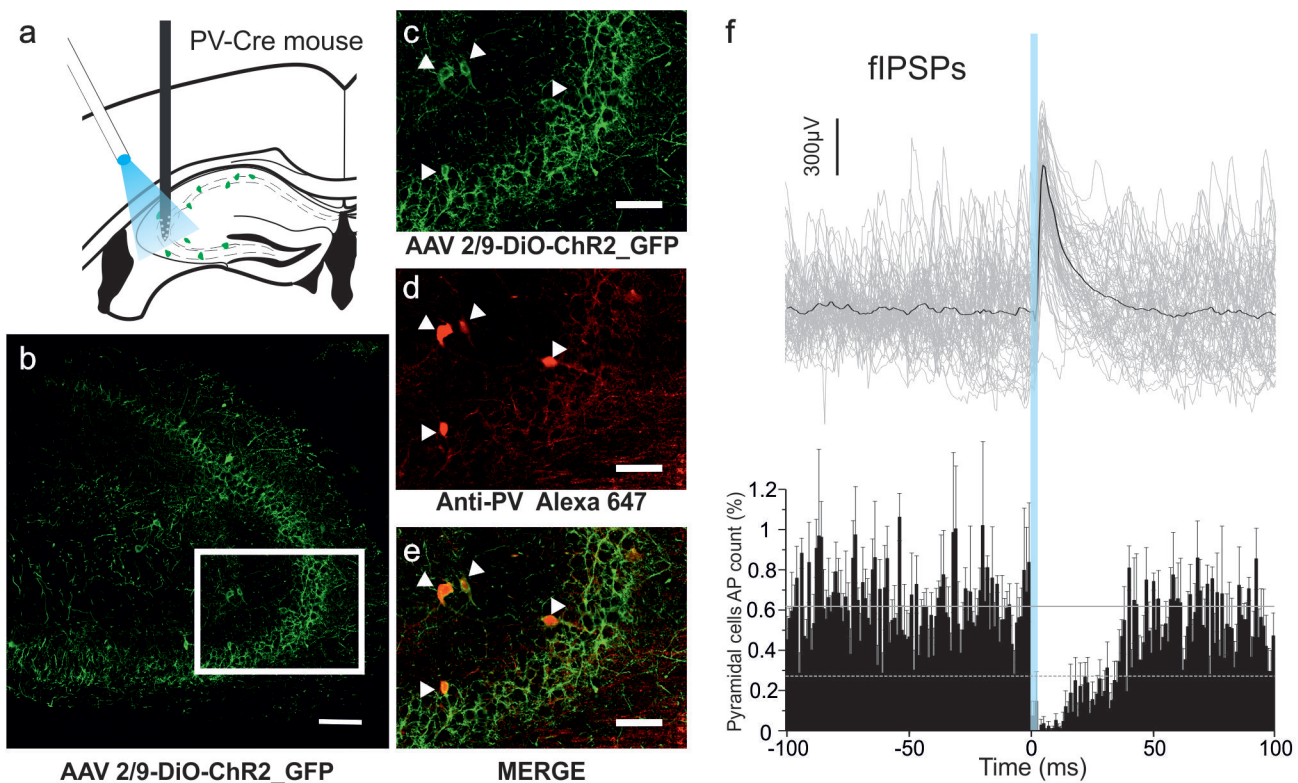 a
PV-Cre mouse
b
AAV 2/9-DiO-ChR2_GFP
c
AAV 2/9-DiO-ChR2_GFP
d
Anti-PV Alexa 647
e
MERGE
f
fIPSPs
300µV
Pyramidal cells AP count (%)
1.2
1
0.8
0.6
0.4
0.2
0
-100
-50
0
50
100
Time (ms)